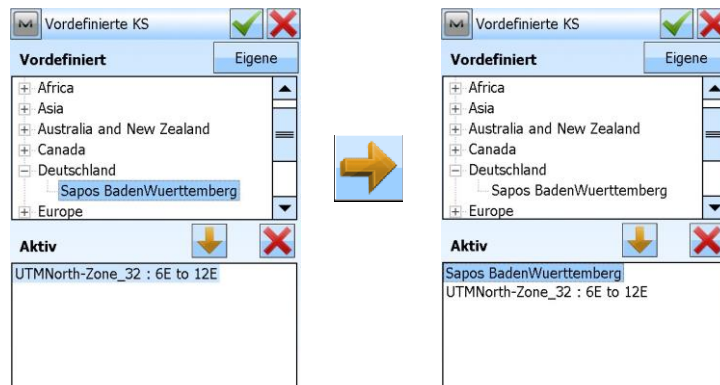 Vordefinierte KS
Vordefiniert
Eigene
Africa
Asia
Australia and New Zealand
Canada
Deutschland
Sapos BadenWuerttemberg
Europe
Aktiv
UTMNorth-Zone_32 : 6E to 12E
Vordefinierte KS
Vordefiniert
Eigene
Africa
Asia
Australia and New Zealand
Canada
Deutschland
Sapos BadenWuerttemberg
Europe
Aktiv
Sapos BadenWuerttemberg
UTMNorth-Zone_32 : 6E to 12E